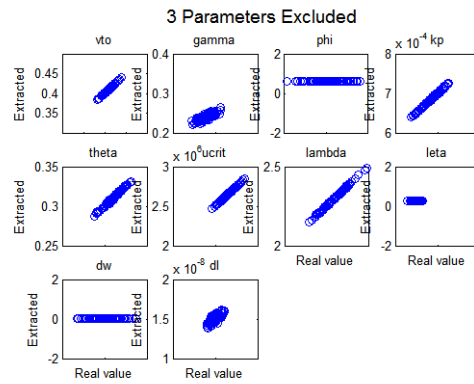 3 Parameters Excluded
vto gamma phi x 10⁻⁴ kp
Extracted 0.45 0.4 0.35
Extracted 0.4 0.3 0.2
Extracted 2 0 -2
Extracted 8 7 6
theta x 10⁶ ucrit lambda leta
Extracted 0.35 0.3 0.25
Extracted 3 2.5 2
Extracted 2.5 2
Extracted 2 0 -2
Real value Real value
dw x 10⁻⁸ dl
Extracted 2 0 -2
Extracted 2 1.5 1
Real value Real value